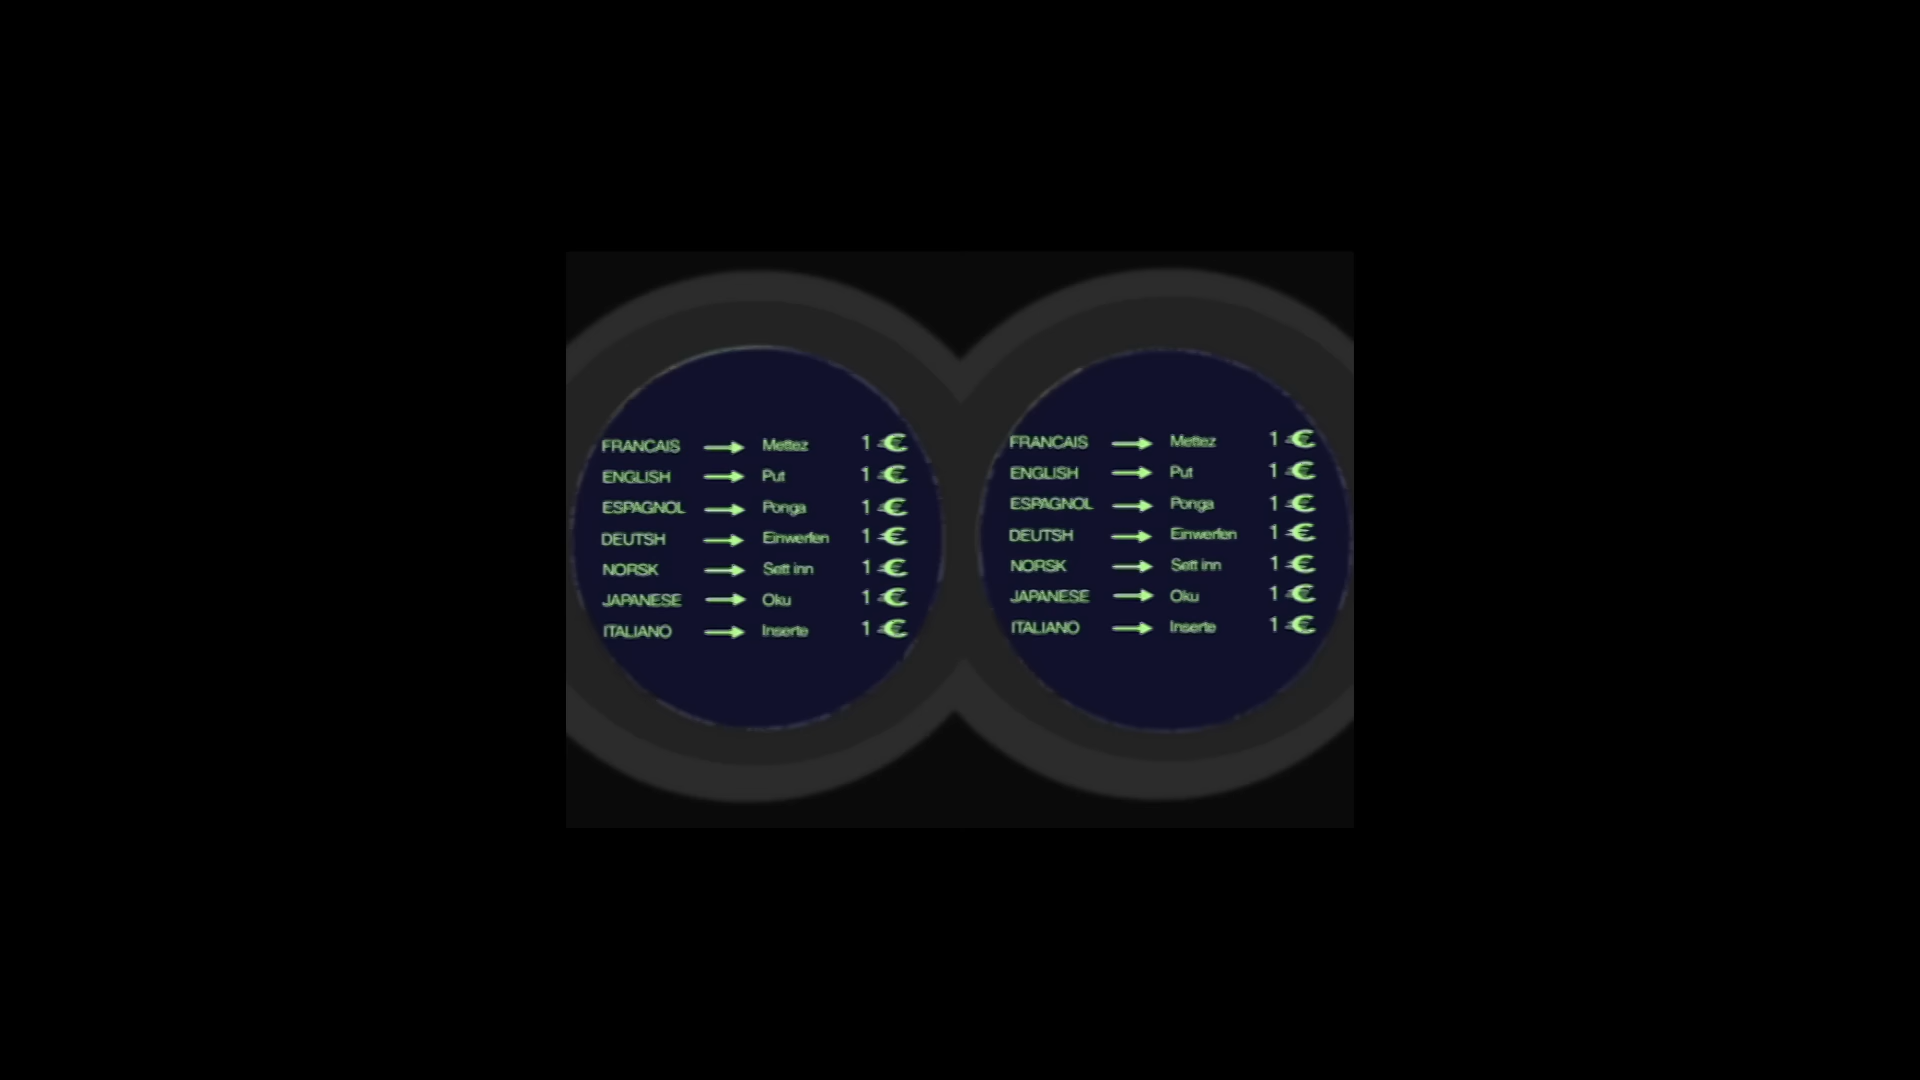 FRANCAIS → Mettez 1 €
ENGLISH → Put 1 €
ESPAGNOL → Ponga 1 €
DEUTSH → Einwerfen 1 €
NORSK → Sett inn 1 €
JAPANESE → Oku 1 €
ITALIANO → Inserte 1 €
FRANCAIS → Mettez 1 €
ENGLISH → Put 1 €
ESPAGNOL → Ponga 1 €
DEUTSH → Einwerfen 1 €
NORSK → Sett inn 1 €
JAPANESE → Oku 1 €
ITALIANO → Inserte 1 €